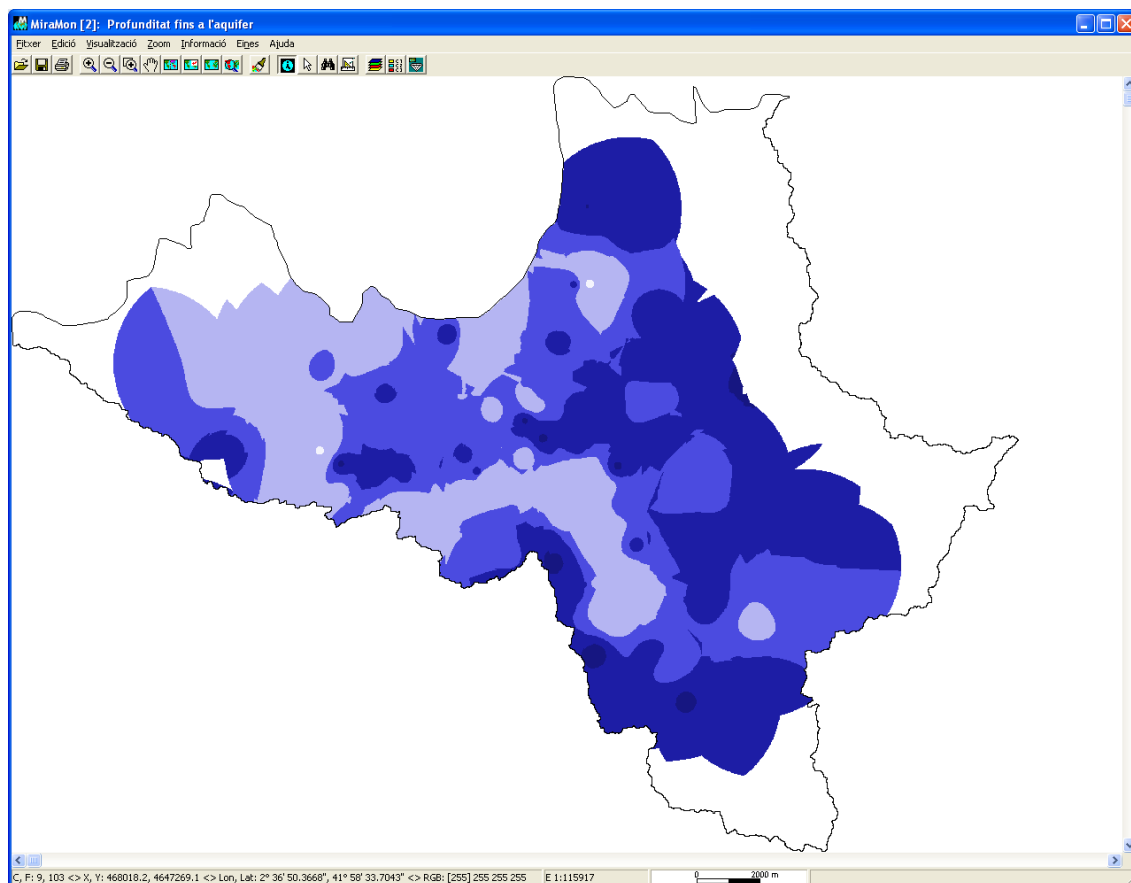 MiraMon [2]: Profunditat fins a l'aqüifer
Fitxer Edició Visualització Zoom Informació Eines Ajuda
C, F: 9, 103 <> X, Y: 468018.2, 4647269.1 <> Lon, Lat: 2° 36' 50.3668", 41° 58' 33.7043" <> RGB: [255] 255 255 255 E 1:115917 0 2000 m